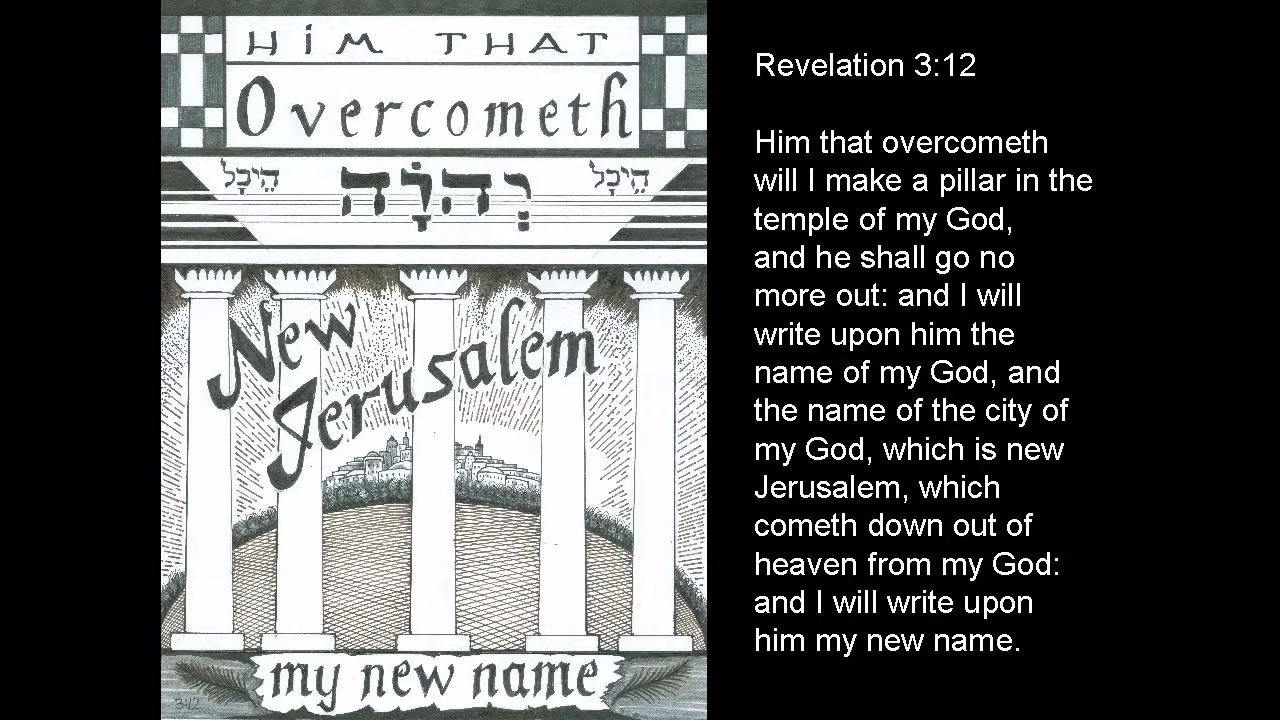 HiM THAT
Overcometh
הֵיכָל יְהוָֹה הֵיכָל
New
Jerusalem
my new name
3:12
Revelation 3:12
Him that overcometh
will I make a pillar in the
temple of my God,
and he shall go no
more out: and I will
write upon him the
name of my God, and
the name of the city of
my God, which is new
Jerusalem, which
cometh down out of
heaven from my God:
and I will write upon
him my new name.